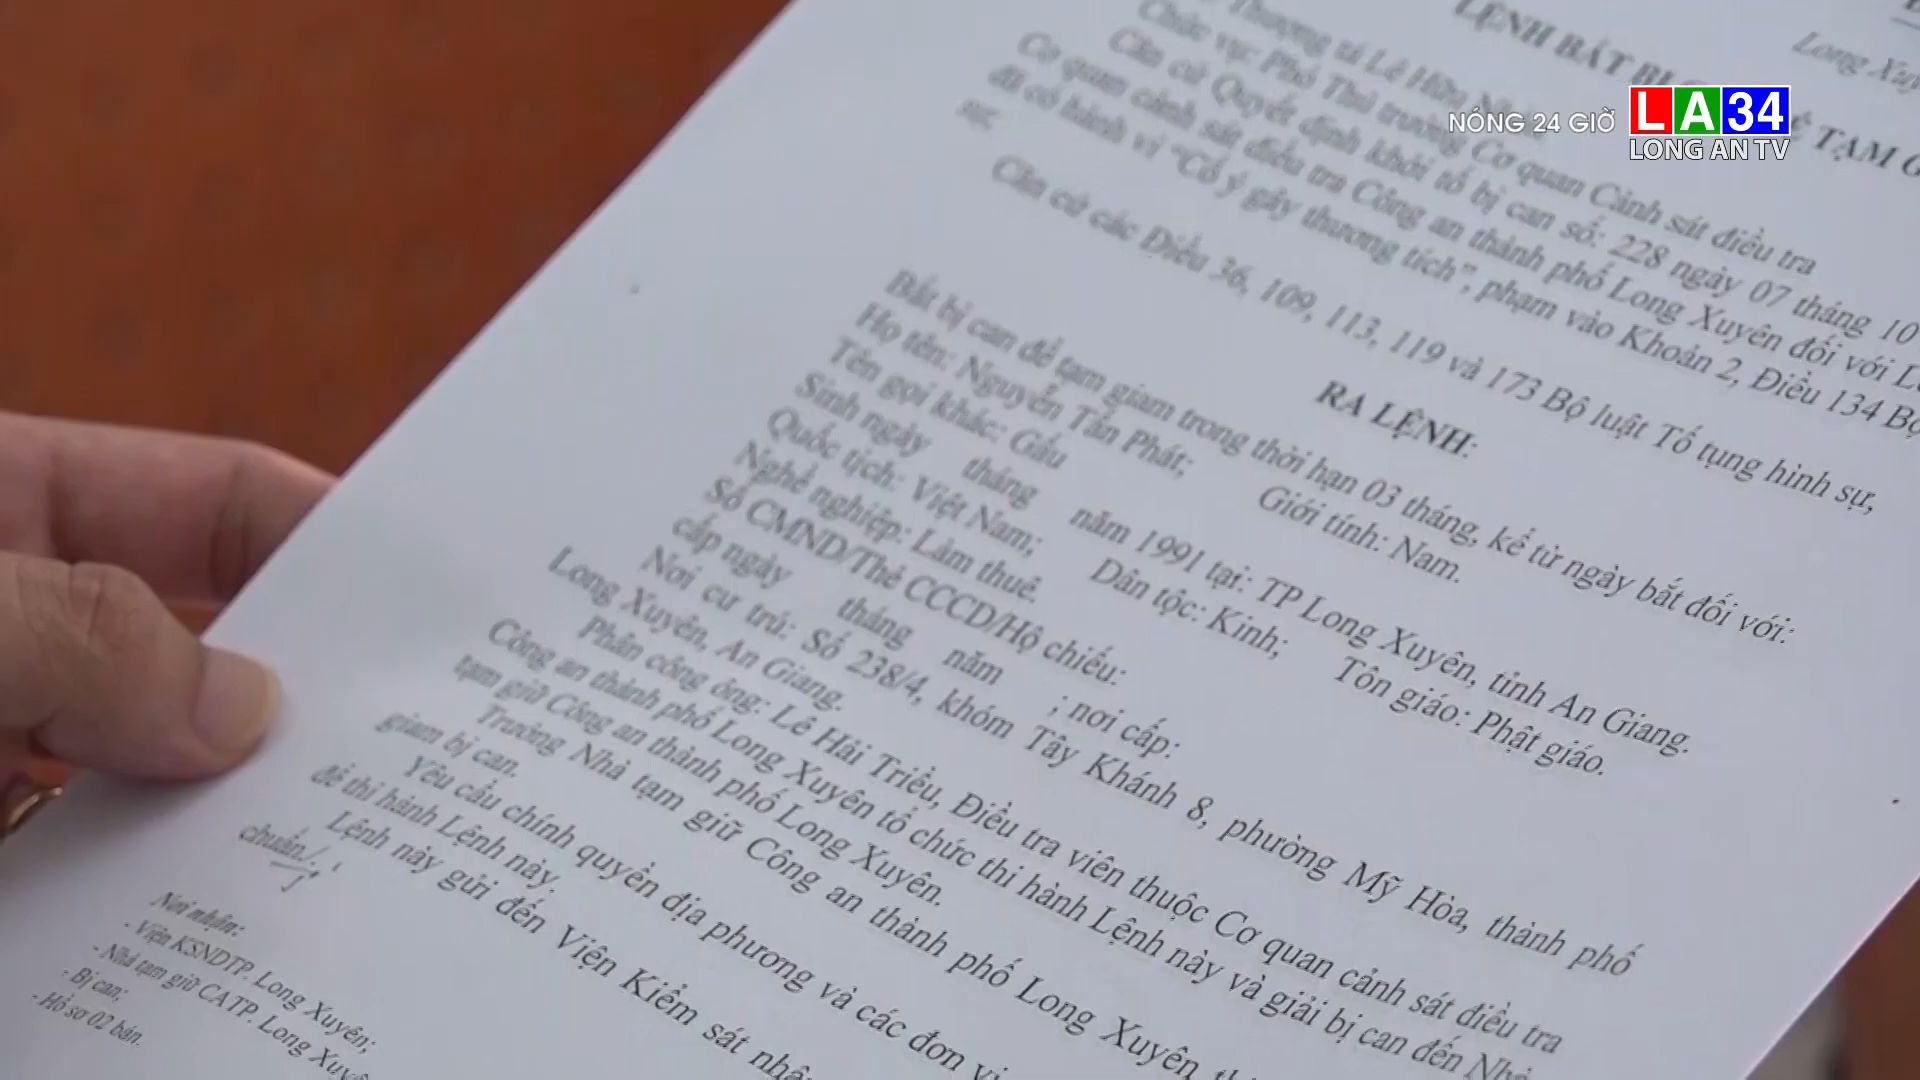 LỆNH BẮT BỊ
Long Xuy
NÓNG 24 GIỜ
LA34
LONG AN TV
TẠM G
Thượng tá Lê Hữu
Chức vụ: Phó Thủ trưởng Cơ quan Cảnh sát điều tra
Căn cứ Quyết định khởi tố bị can số: 228 ngày 07 tháng 10
Cơ quan cảnh sát điều tra Công an thành phố Long Xuyên đối với
đã có hành vi "Cố ý gây thương tích", phạm vào Khoản 2, Điều 134 Bộ
sự;
Căn cứ các Điều 36, 109, 113, 119 và 173 Bộ luật Tố tụng hình sự,
RA LỆNH:
Bắt bị can để tạm giam trong thời hạn 03 tháng, kể từ ngày bắt đối với:
Họ tên: Nguyễn Tấn Phát; Giới tính: Nam.
Tên gọi khác: Gấu
Sinh ngày tháng năm 1991 tại: TP Long Xuyên, tỉnh An Giang.
Quốc tịch: Việt Nam; Dân tộc: Kinh; Tôn giáo: Phật giáo.
Nghề nghiệp: Làm thuê.
Số CMND/Thẻ CCCD/Hộ chiếu:
cấp ngày tháng năm ; nơi cấp:
Nơi cư trú: Số 238/4, khóm Tây Khánh 8, phường Mỹ Hòa, thành phố
Long Xuyên, An Giang.
Phân công ông: Lê Hải Triều, Điều tra viên thuộc Cơ quan cảnh sát điều tra
Công an thành phố Long Xuyên tổ chức thi hành Lệnh này và giải bị can đến Nhà
tạm giữ Công an thành phố Long Xuyên.
Trưởng Nhà tạm giữ Công an thành phố Long Xuyên
giam bị can.
Yêu cầu chính quyền địa phương và các đơn vị
để thi hành Lệnh này.
Lệnh này gửi đến Viện Kiểm sát nhâ
chuẩn./.
Nơi nhận:
- Viện KSNDTP. Long Xuyên;
- Nhà tạm giữ CATP. Long Xuyê
- Bị can;
- Hồ sơ 02 bản.